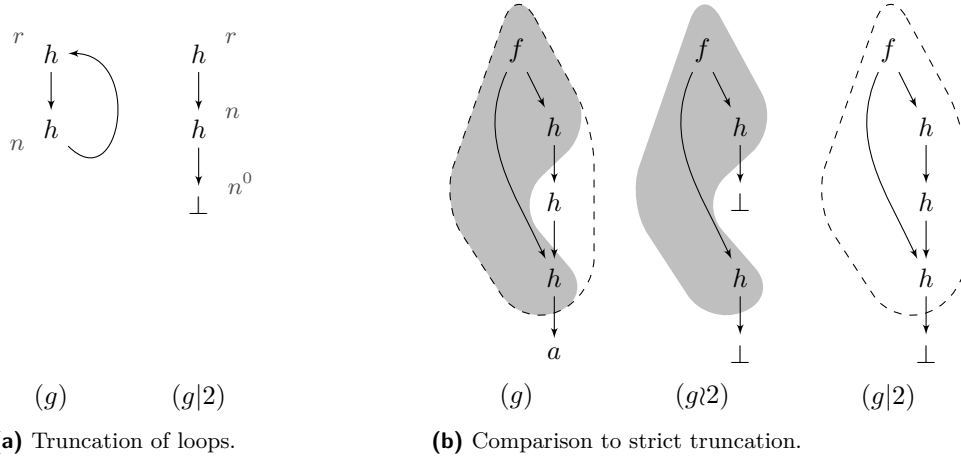 r h r h f f f
h n h n h h h
n⁰ ⊥ h ⊥ h
h h h
a ⊥ ⊥
(g) (g|2) (g) (g≀2) (g|2)
(a) Truncation of loops. (b) Comparison to strict truncation.